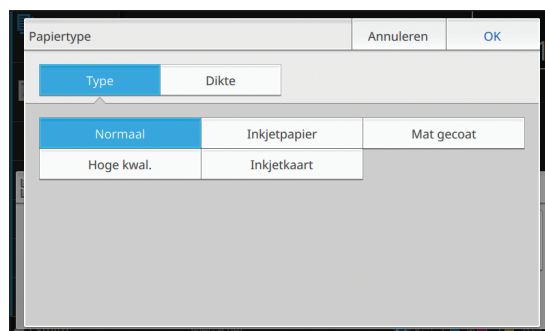 Papiertype Annuleren OK
Type Dikte
Normaal Inkjetpapier Mat gecoat
Hoge kwal. Inkjetkaart